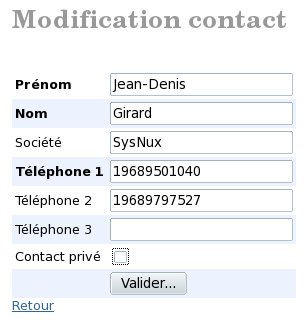 Modification contact
Prénom Jean-Denis
Nom Girard
Société SysNux
Téléphone 1 19689501040
Téléphone 2 19689797527
Téléphone 3
Contact privé
Valider...
Retour